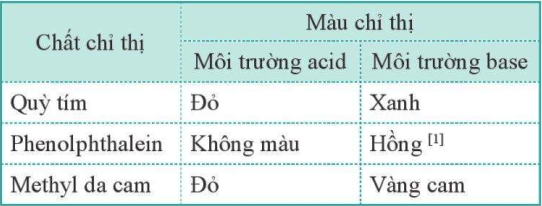 Chất chỉ thị
Màu chỉ thị
Môi trường acid Môi trường base
Quỳ tím Đỏ Xanh
Phenolphthalein Không màu Hồng [1]
Methyl da cam Đỏ Vàng cam